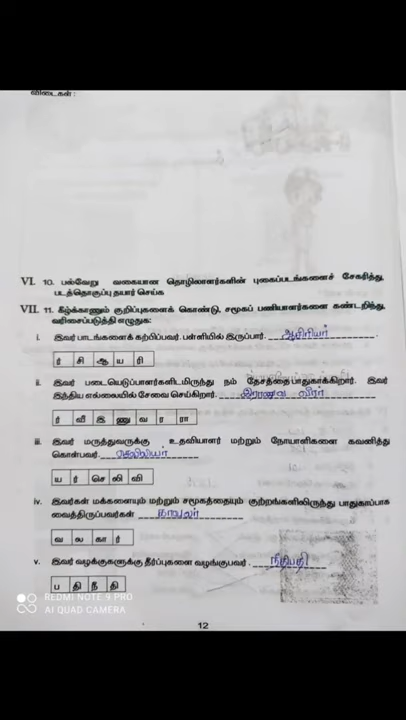 விடைகள் :
VI. 10. பல்வேறு வகையான தொழிலாளர்களின் புகைப்படங்களைச் சேகரித்து,
படத்தொகுப்பு தயார் செய்க
VII. 11. கீழ்க்காணும் குறிப்புகளைக் கொண்டு, சமூகப் பணியாளர்களை கண்டறிந்து,
வரிசைப்படுத்தி எழுதுக:
i. இவர் பாடங்களைக் கற்பிப்பவர். பள்ளியில் இருப்பார். ஆசிரியர்
ர் சி ஆ ய ரி
ii. இவர் படையெடுப்பாளர்களிடமிருந்து நம் தேசத்தை பாதுகாக்கிறார். இவர்
இந்திய எல்லையில் சேவை செய்கிறார். இராணுவ வீரர்
ர் வீ இ ணு வ ர ரா
iii. இவர் மருத்துவருக்கு உதவியாளர் மற்றும் நோயாளிகளை கவனித்து
கொள்பவர். செவிலியர்
ய ர் செ லி வி
iv. இவர்கள் மக்களையும் மற்றும் சமூகத்தையும் குற்றங்களிலிருந்து பாதுகாப்பாக
வைத்திருப்பவர்கள் காவலர்
வ ல கா ர்
v. இவர் வழக்குகளுக்கு தீர்ப்புகளை வழங்குபவர். நீதிபதி
ப தி நீ தி
REDMI NOTE 9 PRO
AI QUAD CAMERA
12